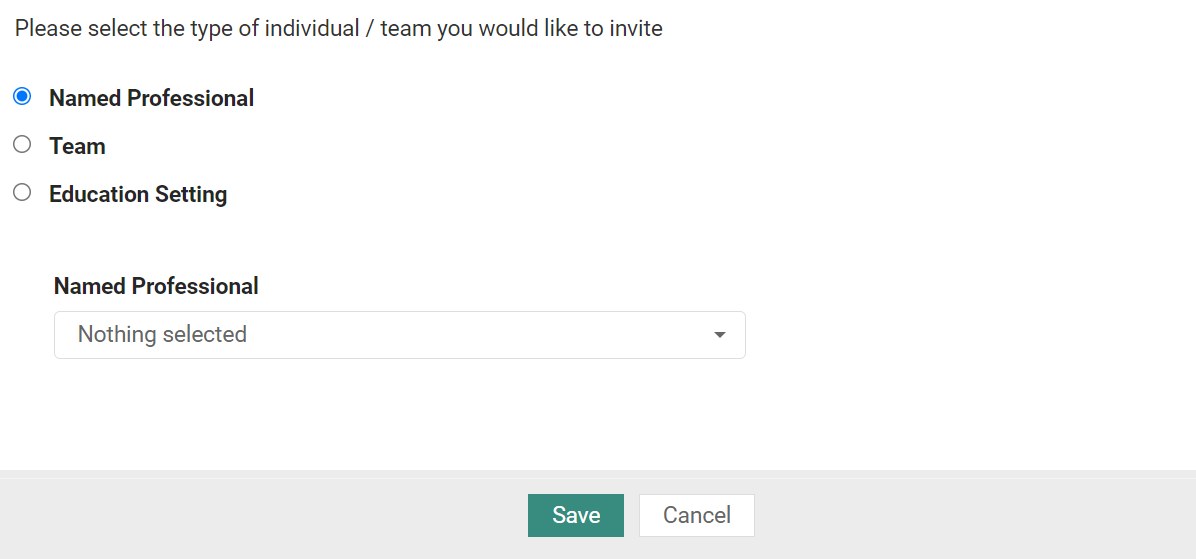 Please select the type of individual / team you would like to invite
Named Professional
Team
Education Setting
Named Professional
Nothing selected
Save
Cancel